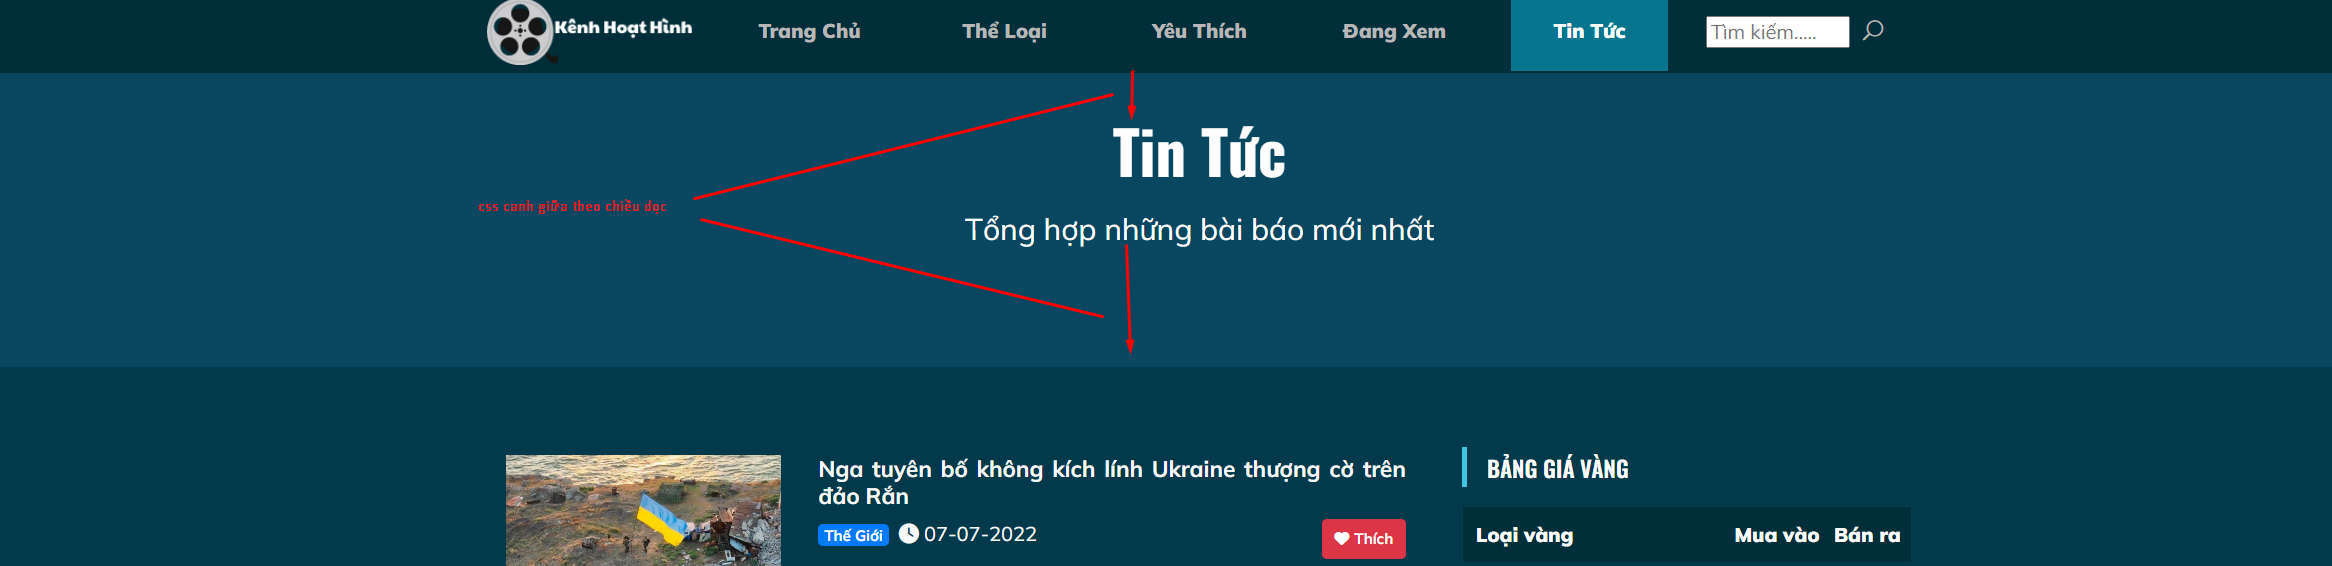 Kênh Hoạt Hình
Trang Chủ
Thể Loại
Yêu Thích
Đang Xem
Tin Tức
Tìm kiếm.....
Tin Tức
css canh giữa theo chiều dọc
Tổng hợp những bài báo mới nhất
Nga tuyên bố không kích lính Ukraine thượng cờ trên
đảo Rắn
Thế Giới
07-07-2022
Thích
BẢNG GIÁ VÀNG
Loại vàng
Mua vào
Bán ra